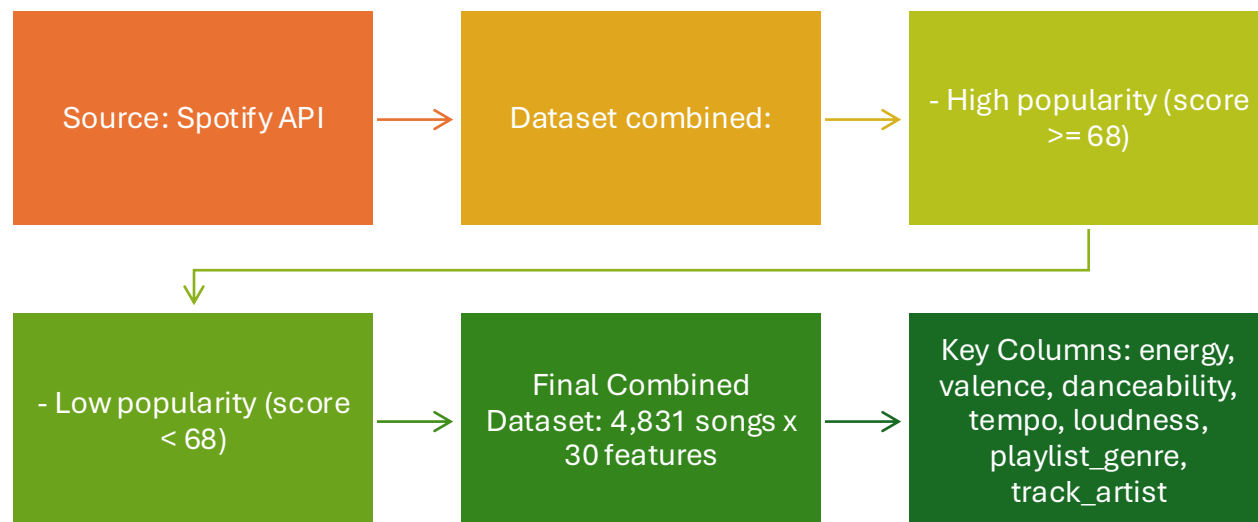 Source: Spotify API
Dataset combined:
- High popularity (score
>= 68)
- Low popularity (score
< 68)
Final Combined
Dataset: 4,831 songs x
30 features
Key Columns: energy,
valence, danceability,
tempo, loudness,
playlist_genre,
track_artist